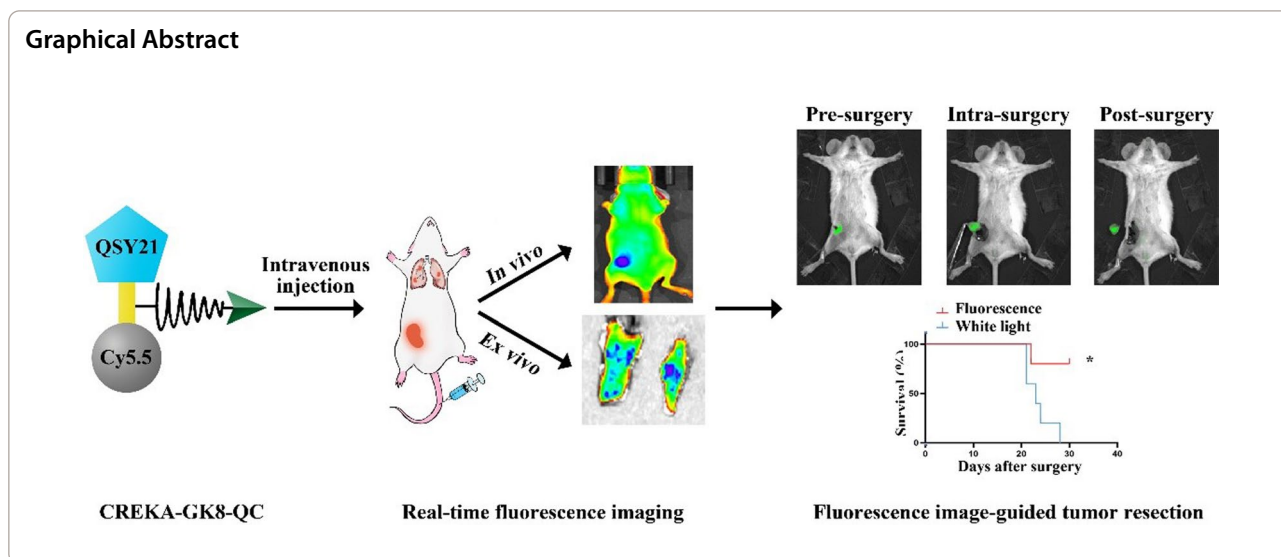 Graphical Abstract
Pre-surgery
Intra-surgcry
Post-surgery
QSY21
Cy5.5
Intravenous
injection
In vivo
Ex vivo
Fluorescence
White light
*
Survival (%)
100
50
0
0
10
20
30
40
Days after surgery
CREKA-GK8-QC
Real-time fluorescence imaging
Fluorescence image-guided tumor resection